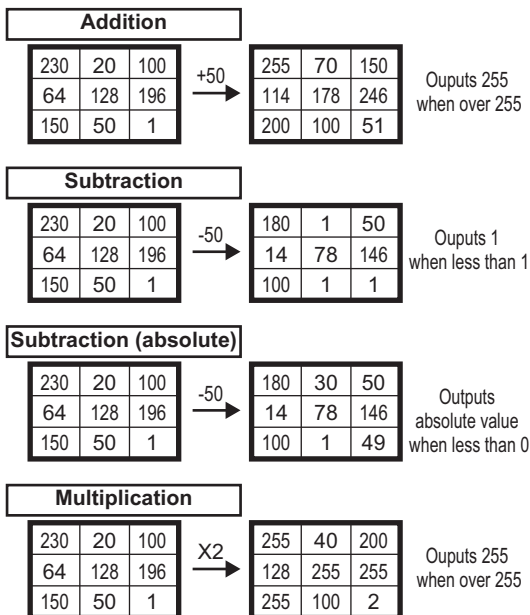 Addition
230 20 100 255 70 150
+50
64 128 196 114 178 246
150 50 1 200 100 51
Ouputs 255
when over 255
Subtraction
230 20 100 180 1 50
-50
64 128 196 14 78 146
150 50 1 100 1 1
Ouputs 1
when less than 1
Subtraction (absolute)
230 20 100 180 30 50
-50
64 128 196 14 78 146
150 50 1 100 1 49
Outputs
absolute value
when less than 0
Multiplication
230 20 100 255 40 200
X2
64 128 196 128 255 255
150 50 1 255 100 2
Ouputs 255
when over 255